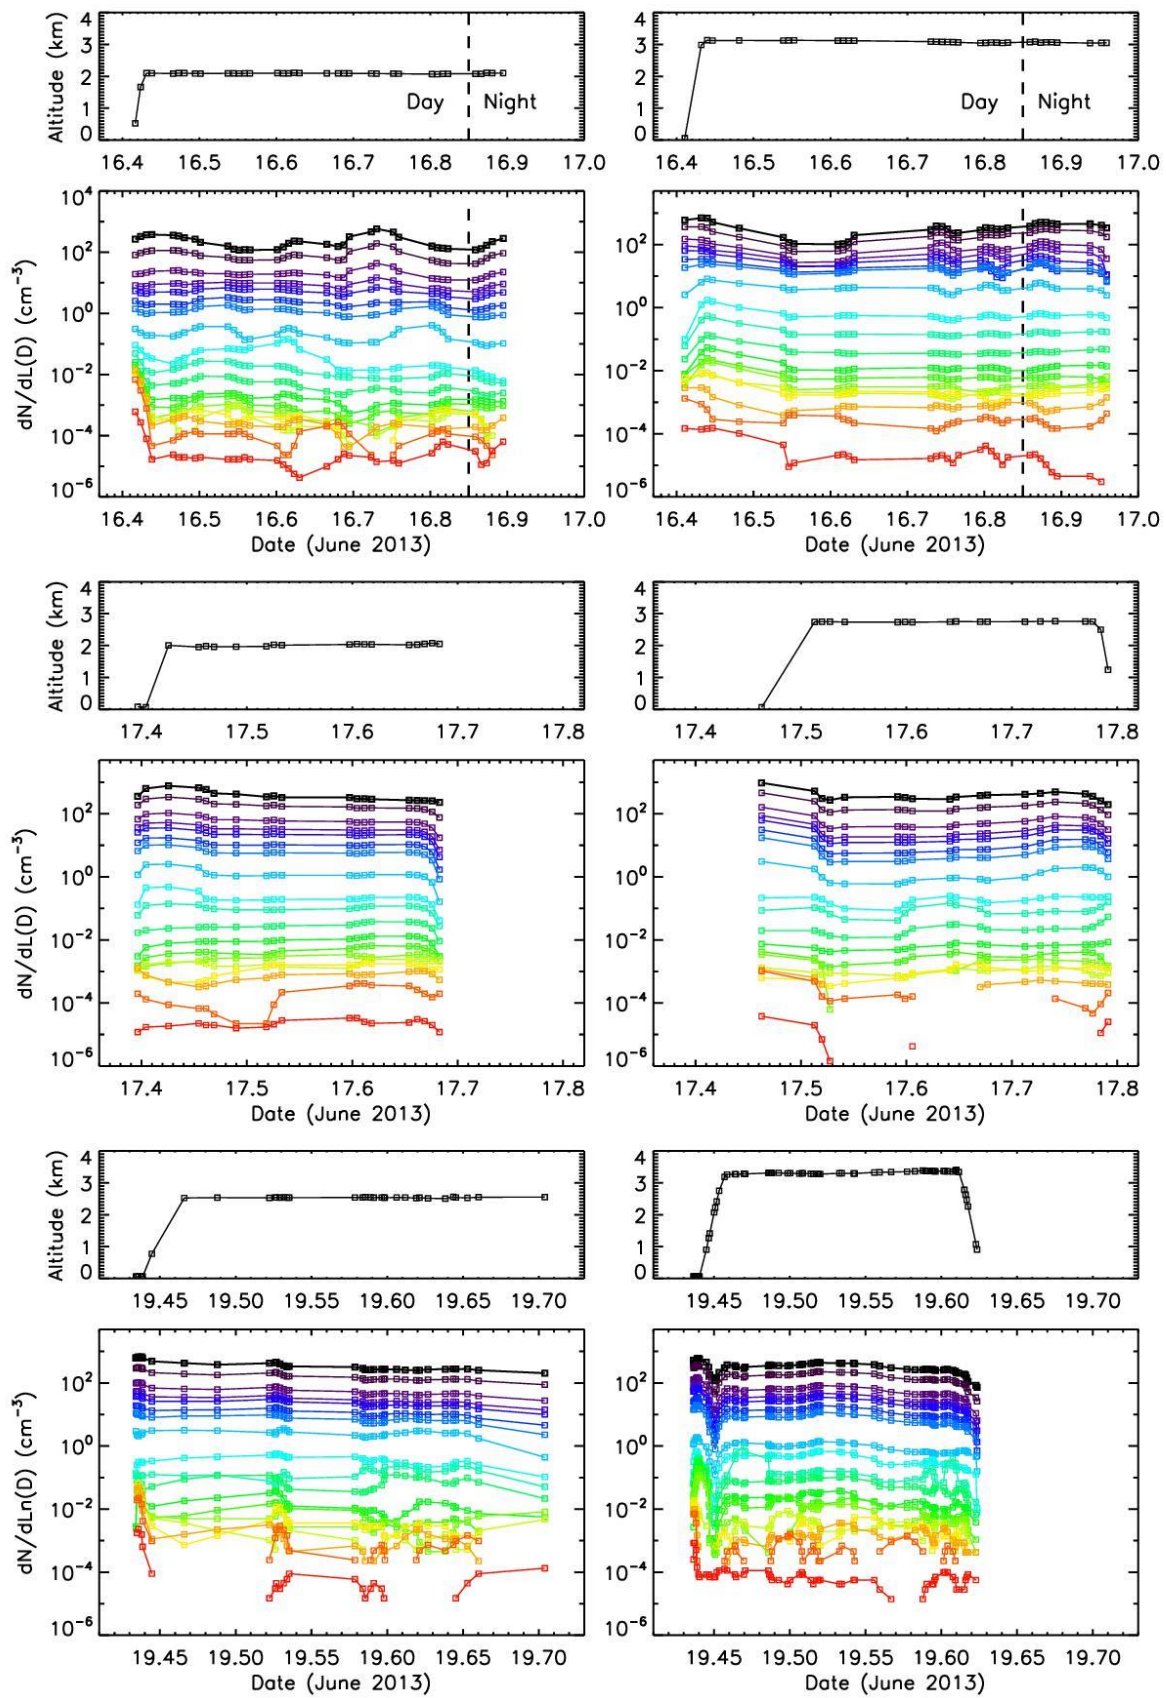 Altitude (km)
4
3
2
1
0
Day
Night
16.4 16.5 16.6 16.7 16.8 16.9 17.0
4
3
2
1
0
Day
Night
16.4 16.5 16.6 16.7 16.8 16.9 17.0
dN/dL(D) (cm⁻³)
10⁴
10²
10⁰
10⁻²
10⁻⁴
10⁻⁶
16.4 16.5 16.6 16.7 16.8 16.9 17.0
Date (June 2013)
10²
10⁰
10⁻²
10⁻⁴
10⁻⁶
16.4 16.5 16.6 16.7 16.8 16.9 17.0
Date (June 2013)
Altitude (km)
4
3
2
1
0
17.4 17.5 17.6 17.7 17.8
4
3
2
1
0
17.4 17.5 17.6 17.7 17.8
dN/dL(D) (cm⁻³)
10²
10⁰
10⁻²
10⁻⁴
10⁻⁶
17.4 17.5 17.6 17.7 17.8
Date (June 2013)
10²
10⁰
10⁻²
10⁻⁴
10⁻⁶
17.4 17.5 17.6 17.7 17.8
Date (June 2013)
Altitude (km)
4
3
2
1
0
19.45 19.50 19.55 19.60 19.65 19.70
4
3
2
1
0
19.45 19.50 19.55 19.60 19.65 19.70
dN/dLn(D) (cm⁻³)
10²
10⁰
10⁻²
10⁻⁴
10⁻⁶
19.45 19.50 19.55 19.60 19.65 19.70
Date (June 2013)
10²
10⁰
10⁻²
10⁻⁴
10⁻⁶
19.45 19.50 19.55 19.60 19.65 19.70
Date (June 2013)